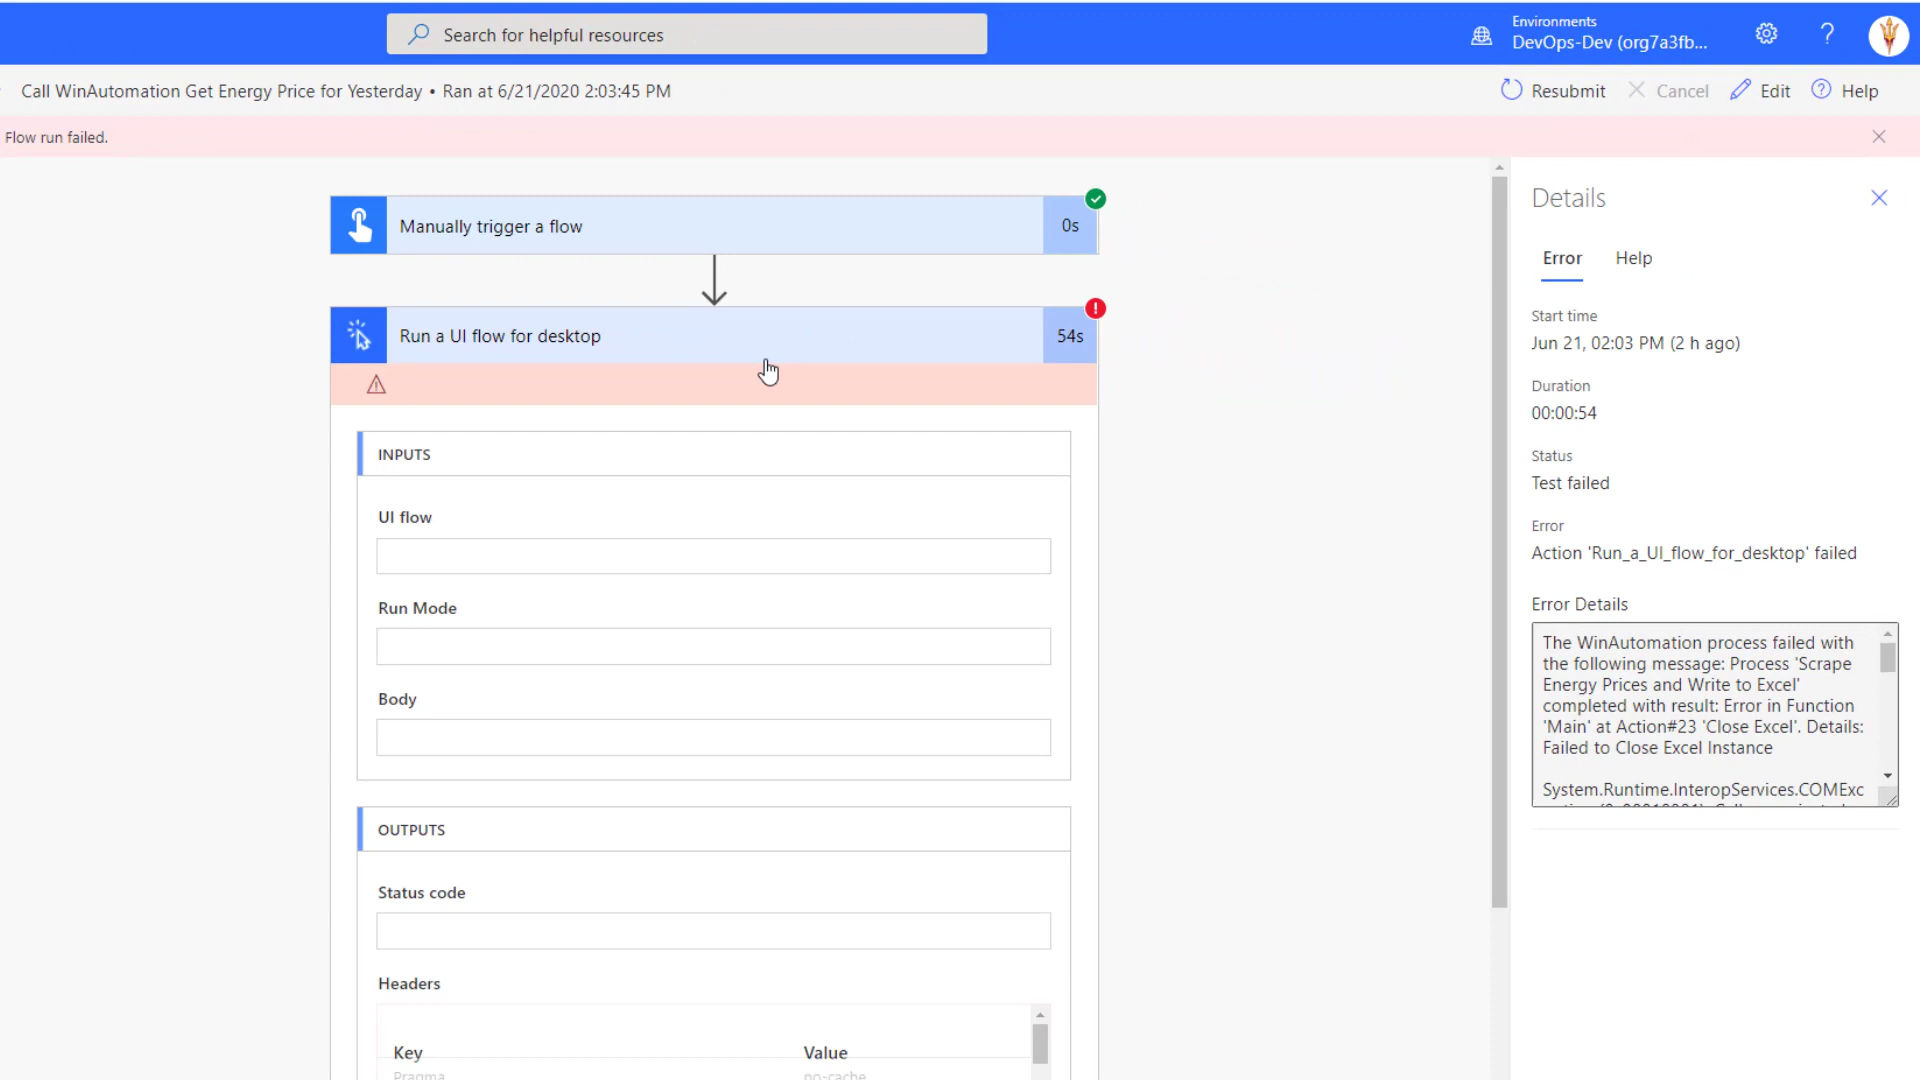 Search for helpful resources
Environments
DevOps-Dev (org7a3fb...
Call WinAutomation Get Energy Price for Yesterday • Ran at 6/21/2020 2:03:45 PM
Resubmit
Cancel
Edit
Help
Flow run failed.
Manually trigger a flow
0s
Run a UI flow for desktop
54s
INPUTS
UI flow
Run Mode
Body
OUTPUTS
Status code
Headers
Key
Value
Pragma
no-cache
Details
Error
Help
Start time
Jun 21, 02:03 PM (2 h ago)
Duration
00:00:54
Status
Test failed
Error
Action 'Run_a_UI_flow_for_desktop' failed
Error Details
The WinAutomation process failed with
the following message: Process 'Scrape
Energy Prices and Write to Excel'
completed with result: Error in Function
'Main' at Action#23 'Close Excel'. Details:
Failed to Close Excel Instance
System.Runtime.InteropServices.COMExc